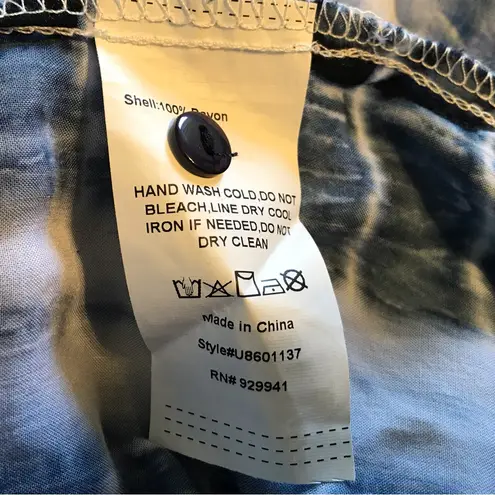 Shell:100% Rayon
HAND WASH COLD,DO NOT
BLEACH,LINE DRY COOL
IRON IF NEEDED,DO NOT
DRY CLEAN
Made in China
Style#U8601137
RN# 929941